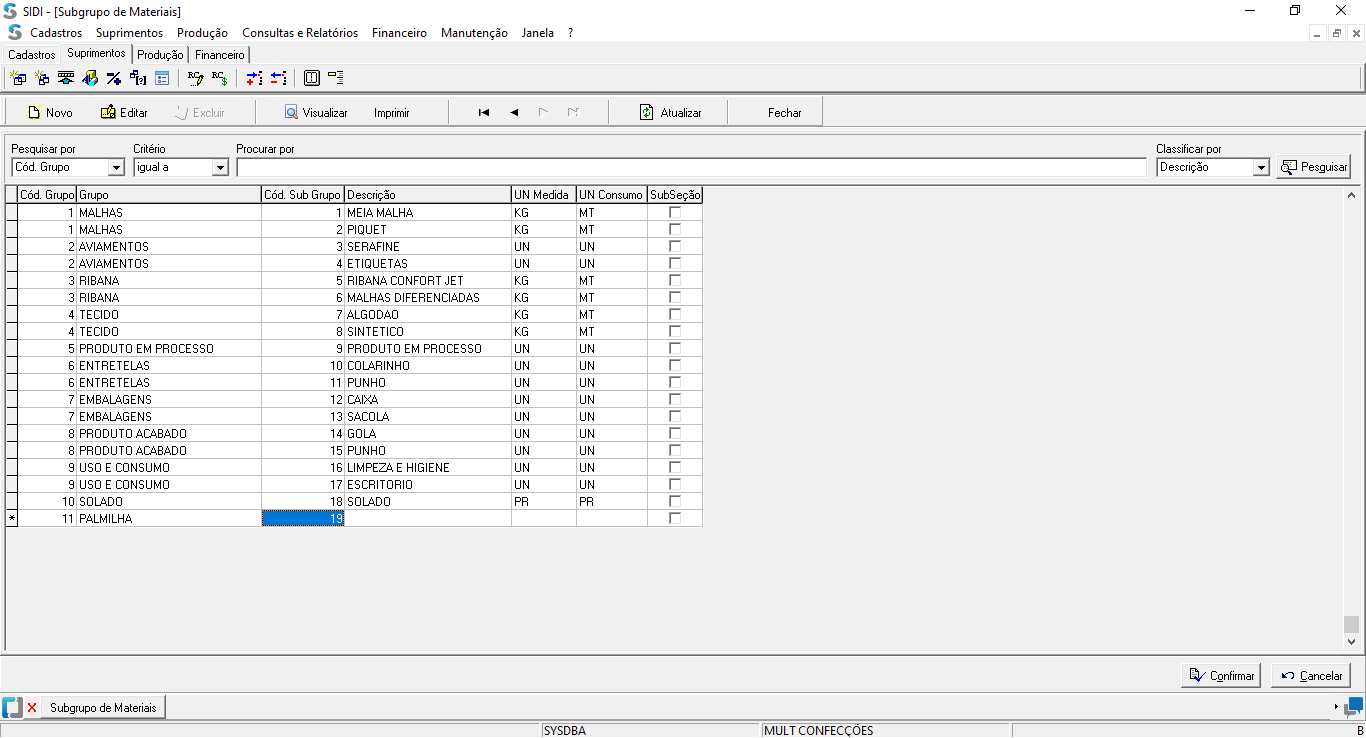 SIDI - [Subgrupo de Materiais]
Cadastros Suprimentos Produção Consultas e Relatórios Financeiro Manutenção Janela ?
Cadastros Suprimentos Produção Financeiro
Novo Editar Excluir Visualizar Imprimir Atualizar Fechar
Pesquisar por Critério Procurar por Classificar por
Cód. Grupo igual a Descrição Pesquisar
Cód. Grupo Grupo Cód. Sub Grupo Descrição UN Medida UN Consumo SubSeção
1 MALHAS 1 MEIA MALHA KG MT
1 MALHAS 2 PIQUET KG MT
2 AVIAMENTOS 3 SERAFINE UN UN
2 AVIAMENTOS 4 ETIQUETAS UN UN
3 RIBANA 5 RIBANA CONFORT JET KG MT
3 RIBANA 6 MALHAS DIFERENCIADAS KG MT
4 TECIDO 7 ALGODAO KG MT
4 TECIDO 8 SINTETICO KG MT
5 PRODUTO EM PROCESSO 9 PRODUTO EM PROCESSO UN UN
6 ENTRETELAS 10 COLARINHO UN UN
6 ENTRETELAS 11 PUNHO UN UN
7 EMBALAGENS 12 CAIXA UN UN
7 EMBALAGENS 13 SACOLA UN UN
8 PRODUTO ACABADO 14 GOLA UN UN
8 PRODUTO ACABADO 15 PUNHO UN UN
9 USO E CONSUMO 16 LIMPEZA E HIGIENE UN UN
9 USO E CONSUMO 17 ESCRITORIO UN UN
10 SOLADO 18 SOLADO PR PR
* 11 PALMILHA 19
Confirmar Cancelar
Subgrupo de Materiais
SYSDBA MULT CONFECÇÕES B